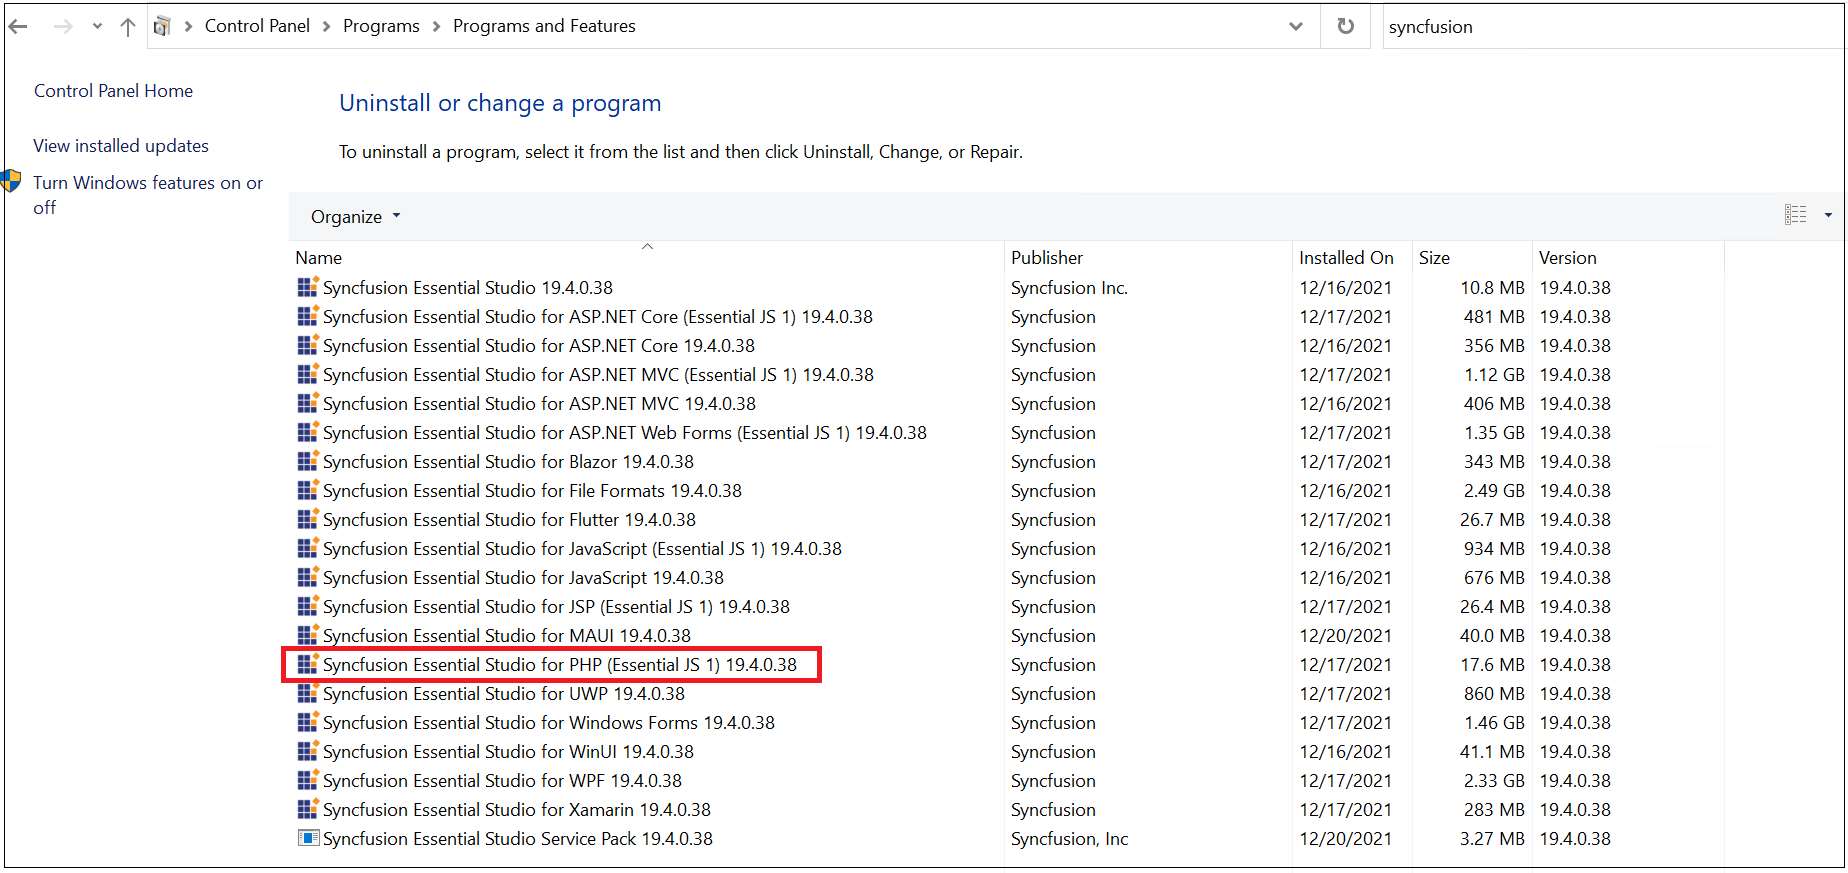 Control Panel Programs Programs and Features
syncfusion
Control Panel Home
View installed updates
Turn Windows features on or
off
Uninstall or change a program
To uninstall a program, select it from the list and then click Uninstall, Change, or Repair.
Organize
Name Publisher Installed On Size Version
Syncfusion Essential Studio 19.4.0.38 Syncfusion Inc. 12/16/2021 10.8 MB 19.4.0.38
Syncfusion Essential Studio for ASP.NET Core (Essential JS 1) 19.4.0.38 Syncfusion 12/17/2021 481 MB 19.4.0.38
Syncfusion Essential Studio for ASP.NET Core 19.4.0.38 Syncfusion 12/16/2021 356 MB 19.4.0.38
Syncfusion Essential Studio for ASP.NET MVC (Essential JS 1) 19.4.0.38 Syncfusion 12/17/2021 1.12 GB 19.4.0.38
Syncfusion Essential Studio for ASP.NET MVC 19.4.0.38 Syncfusion 12/16/2021 406 MB 19.4.0.38
Syncfusion Essential Studio for ASP.NET Web Forms (Essential JS 1) 19.4.0.38 Syncfusion 12/17/2021 1.35 GB 19.4.0.38
Syncfusion Essential Studio for Blazor 19.4.0.38 Syncfusion 12/16/2021 343 MB 19.4.0.38
Syncfusion Essential Studio for File Formats 19.4.0.38 Syncfusion 12/16/2021 2.49 GB 19.4.0.38
Syncfusion Essential Studio for Flutter 19.4.0.38 Syncfusion 12/17/2021 26.7 MB 19.4.0.38
Syncfusion Essential Studio for JavaScript (Essential JS 1) 19.4.0.38 Syncfusion 12/16/2021 934 MB 19.4.0.38
Syncfusion Essential Studio for JavaScript 19.4.0.38 Syncfusion 12/16/2021 676 MB 19.4.0.38
Syncfusion Essential Studio for JSP (Essential JS 1) 19.4.0.38 Syncfusion 12/17/2021 26.4 MB 19.4.0.38
Syncfusion Essential Studio for MAUI 19.4.0.38 Syncfusion 12/20/2021 40.0 MB 19.4.0.38
Syncfusion Essential Studio for PHP (Essential JS 1) 19.4.0.38 Syncfusion 12/17/2021 17.6 MB 19.4.0.38
Syncfusion Essential Studio for UWP 19.4.0.38 Syncfusion 12/17/2021 860 MB 19.4.0.38
Syncfusion Essential Studio for Windows Forms 19.4.0.38 Syncfusion 12/17/2021 1.46 GB 19.4.0.38
Syncfusion Essential Studio for WinUI 19.4.0.38 Syncfusion 12/16/2021 41.1 MB 19.4.0.38
Syncfusion Essential Studio for WPF 19.4.0.38 Syncfusion 12/17/2021 2.33 GB 19.4.0.38
Syncfusion Essential Studio for Xamarin 19.4.0.38 Syncfusion 12/17/2021 283 MB 19.4.0.38
Syncfusion Essential Studio Service Pack 19.4.0.38 Syncfusion, Inc 12/20/2021 3.27 MB 19.4.0.38